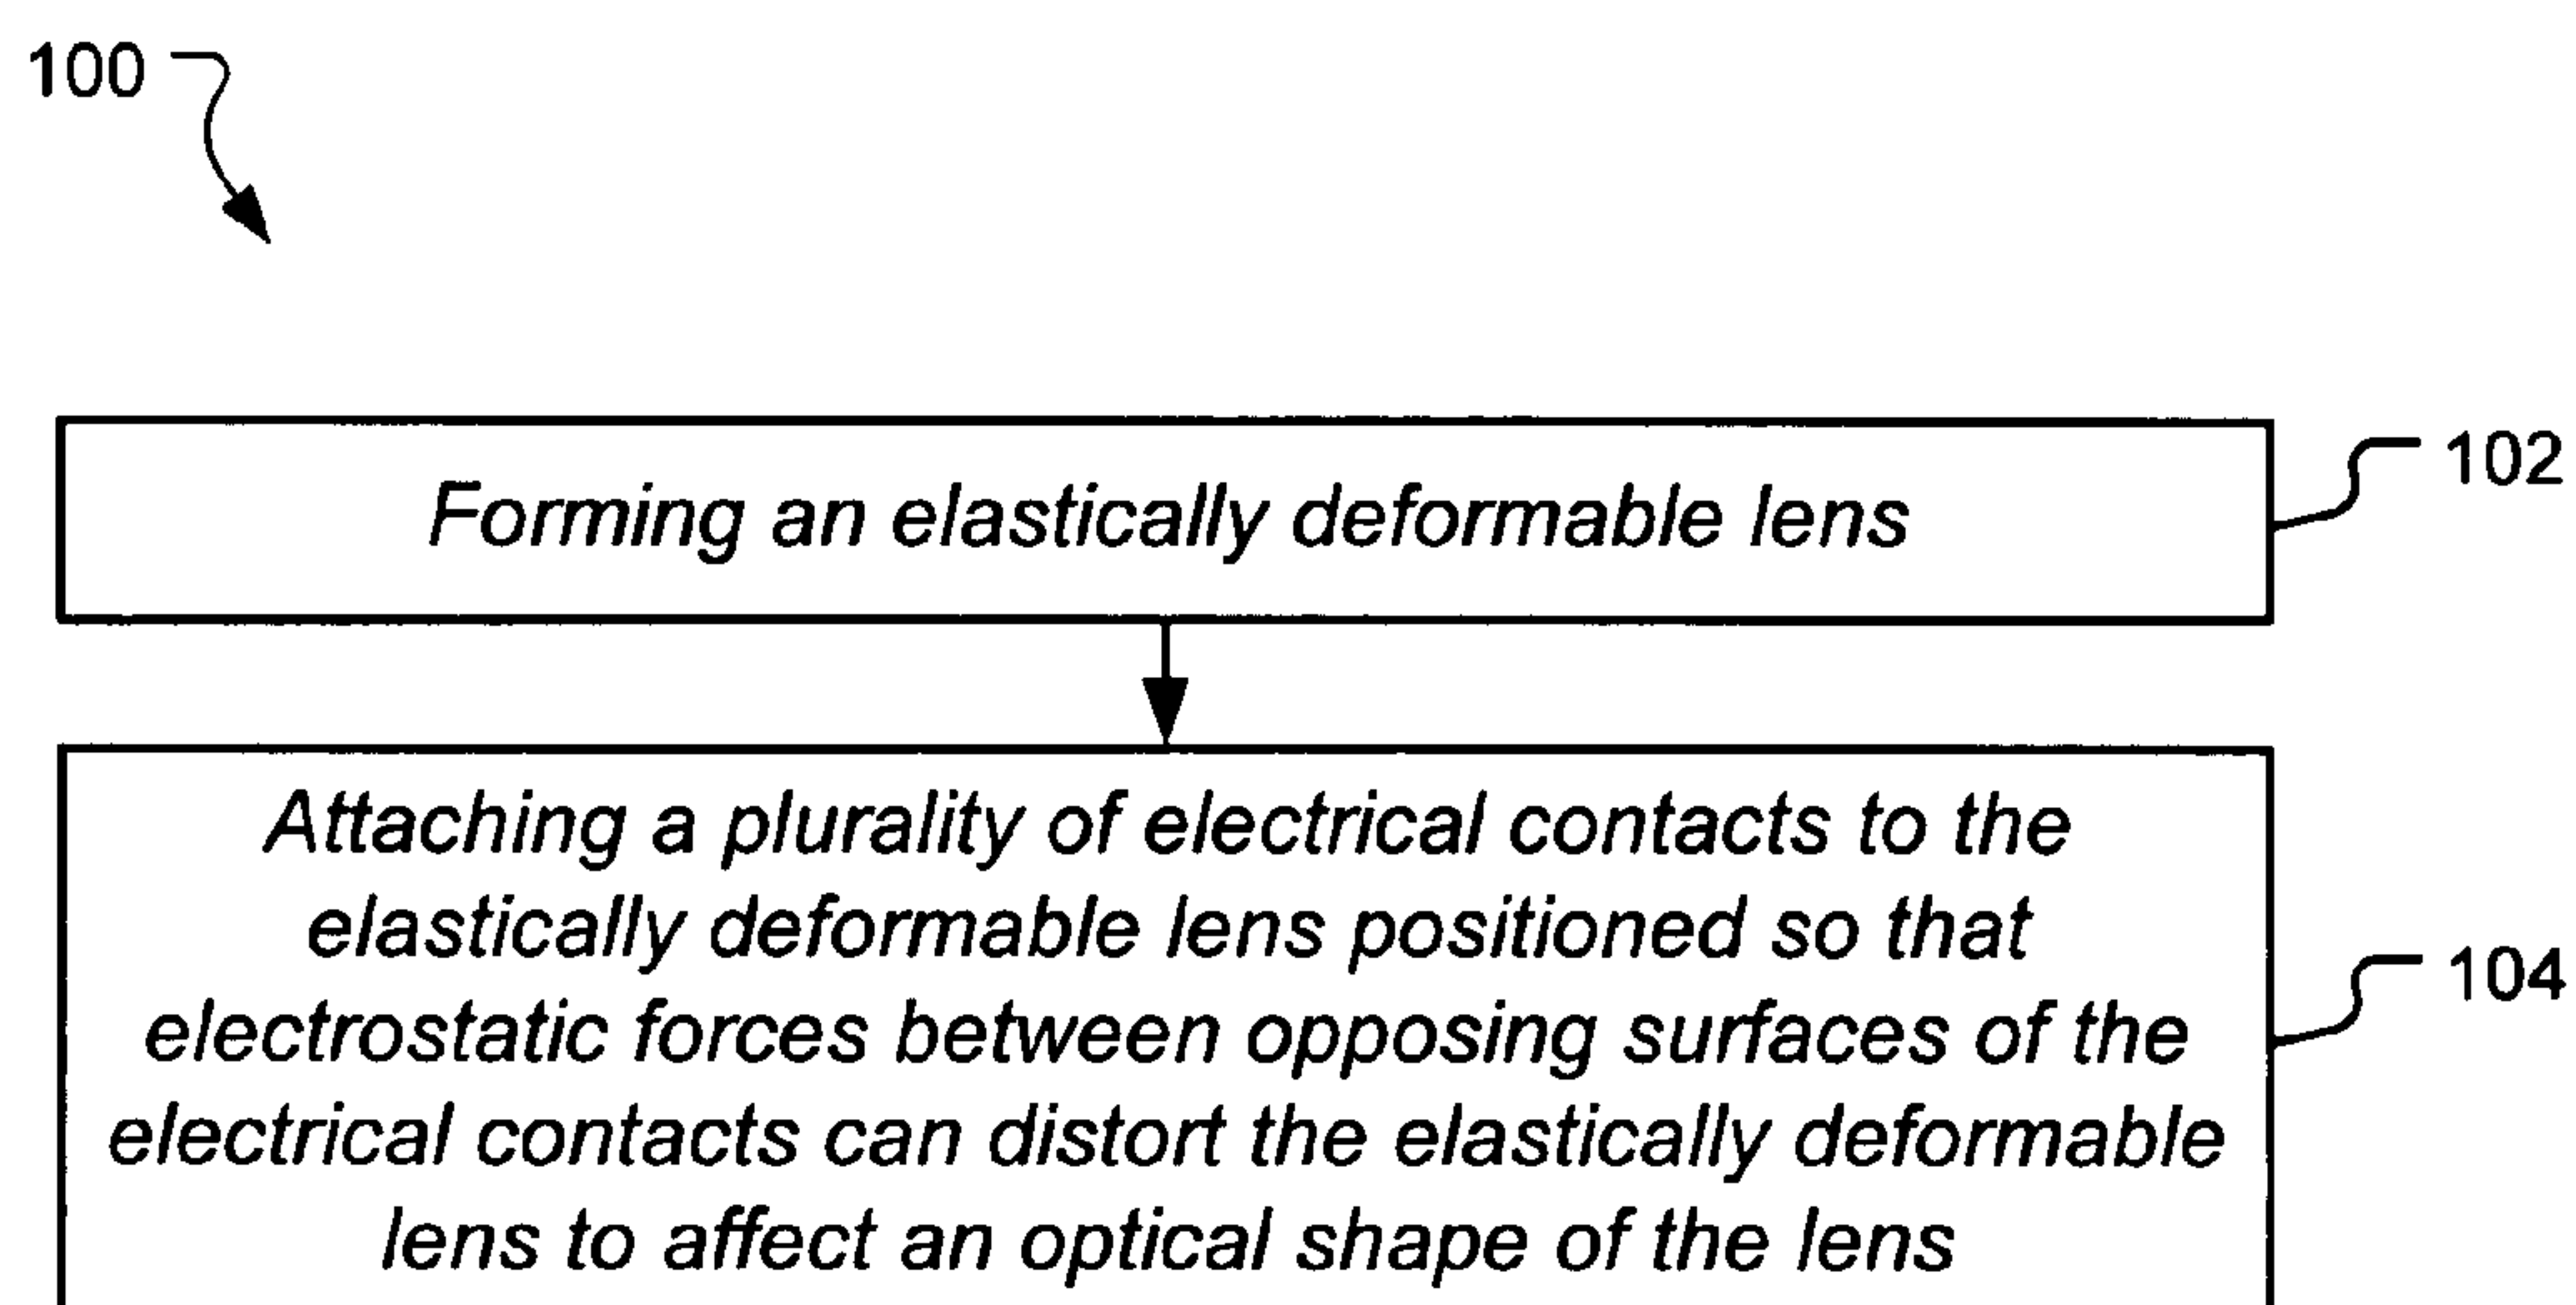 100
Forming an elastically deformable lens
102
Attaching a plurality of electrical contacts to the
elastically deformable lens positioned so that
electrostatic forces between opposing surfaces of the
electrical contacts can distort the elastically deformable
lens to affect an optical shape of the lens
104